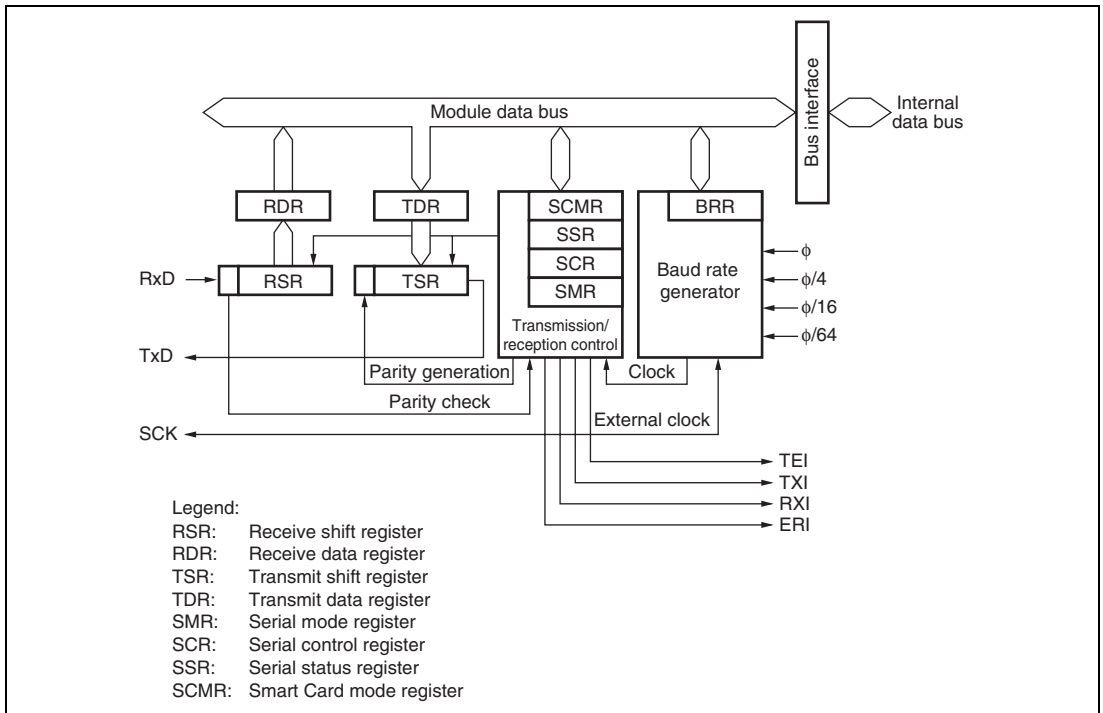 Module data bus
Bus interface
Internal
data bus
RDR
TDR
SCMR
SSR
SCR
SMR
Transmission/
reception control
BRR
Baud rate
generator
φ
φ/4
φ/16
φ/64
RxD
RSR
TSR
TxD
Parity generation
Clock
Parity check
External clock
SCK
TEI
TXI
RXI
ERI
Legend:
RSR: Receive shift register
RDR: Receive data register
TSR: Transmit shift register
TDR: Transmit data register
SMR: Serial mode register
SCR: Serial control register
SSR: Serial status register
SCMR: Smart Card mode register